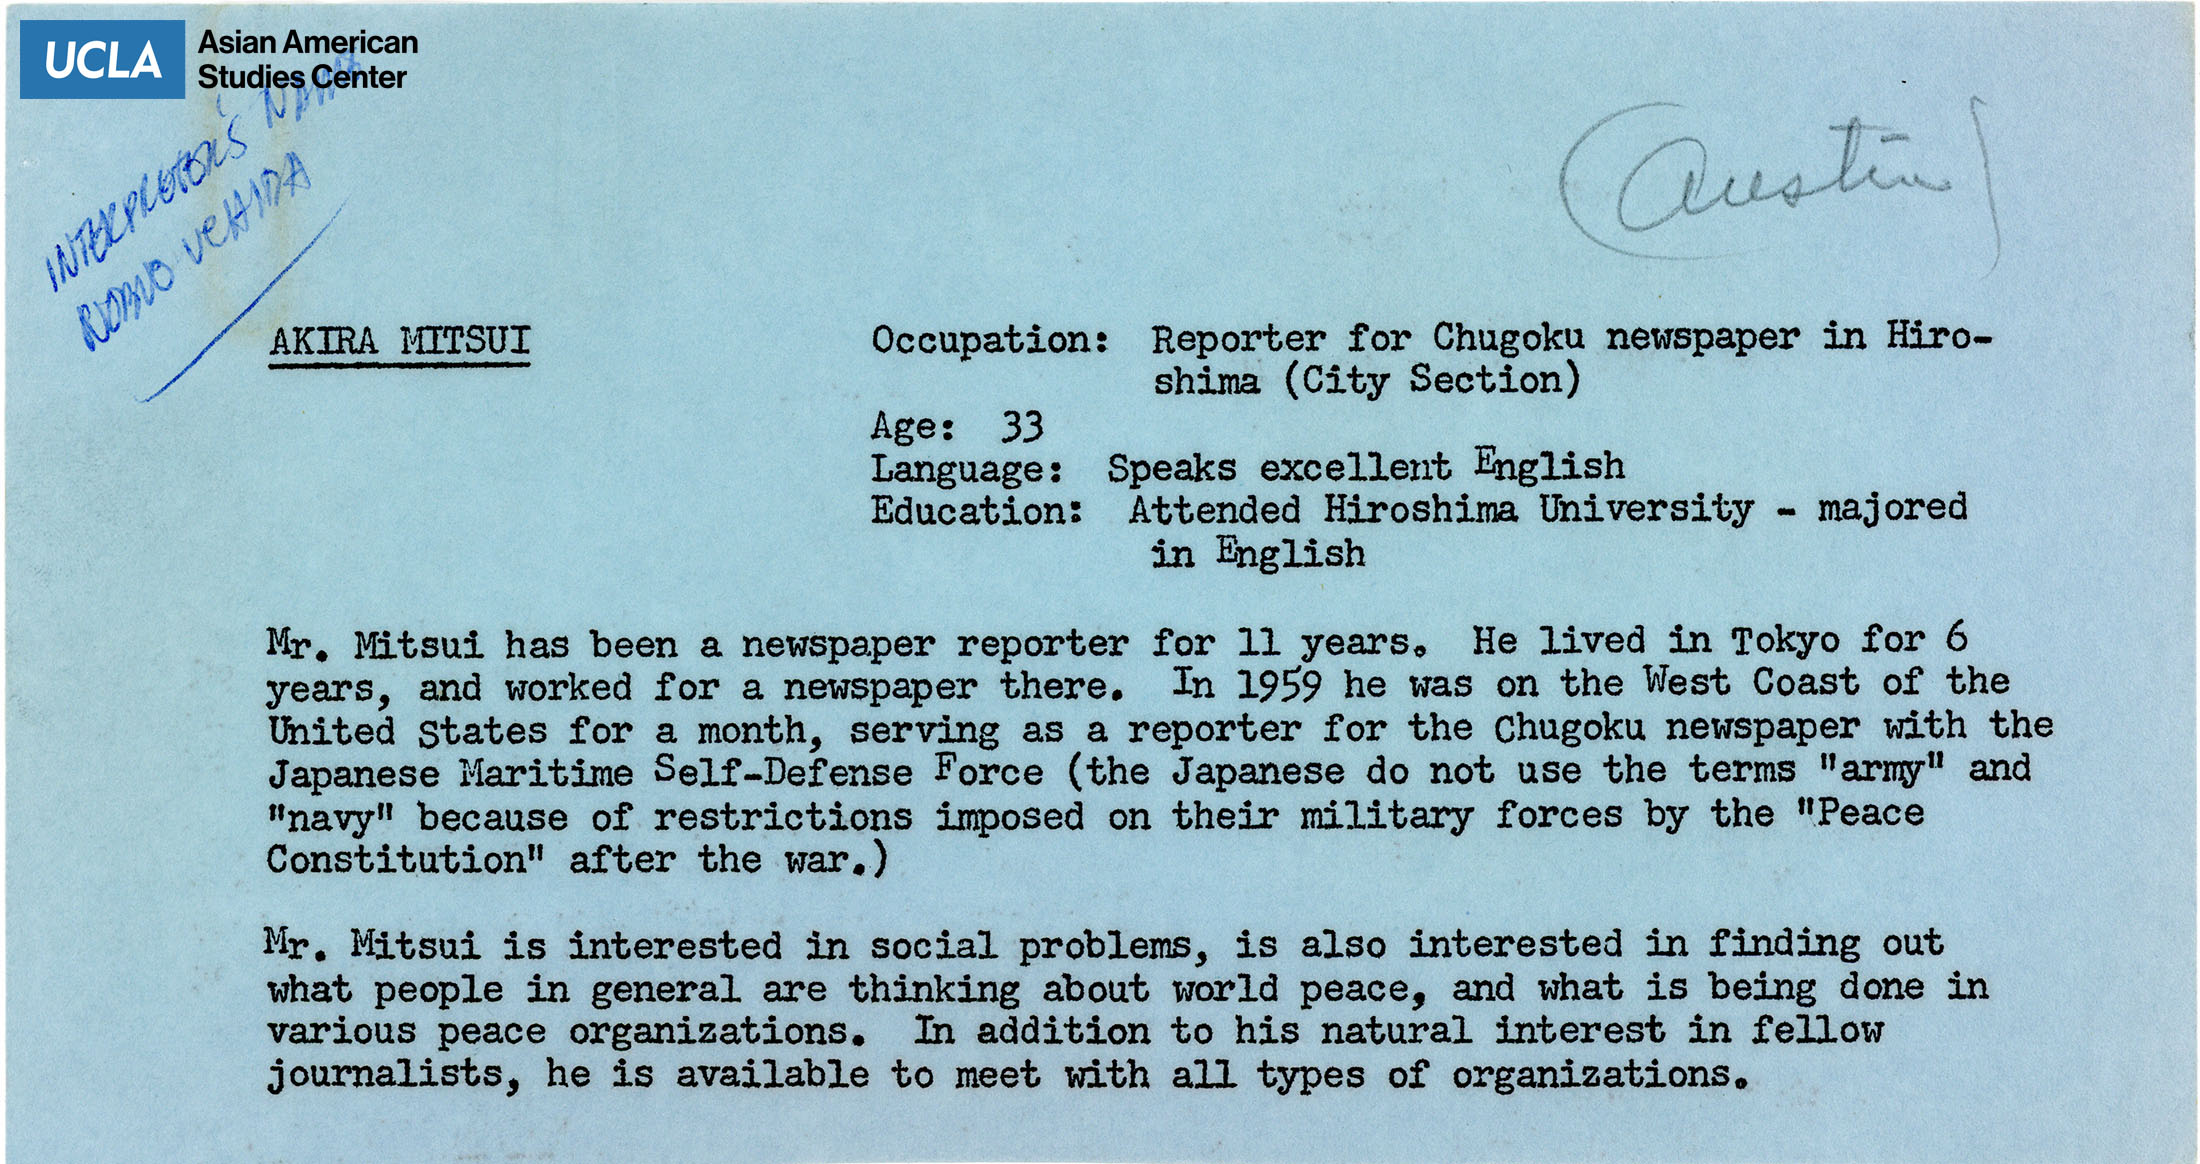 UCLA Asian American
Studies Center
INTERPRETOR'S NAME
NOBUO UCHIDA
(Austin)
AKIRA MITSUI
Occupation: Reporter for Chugoku newspaper in Hiro-
shima (City Section)
Age: 33
Language: Speaks excellent English
Education: Attended Hiroshima University - majored
in English
Mr. Mitsui has been a newspaper reporter for 11 years. He lived in Tokyo for 6
years, and worked for a newspaper there. In 1959 he was on the West Coast of the
United States for a month, serving as a reporter for the Chugoku newspaper with the
Japanese Maritime Self-Defense Force (the Japanese do not use the terms "army" and
"navy" because of restrictions imposed on their military forces by the "Peace
Constitution" after the war.)
Mr. Mitsui is interested in social problems, is also interested in finding out
what people in general are thinking about world peace, and what is being done in
various peace organizations. In addition to his natural interest in fellow
journalists, he is available to meet with all types of organizations.